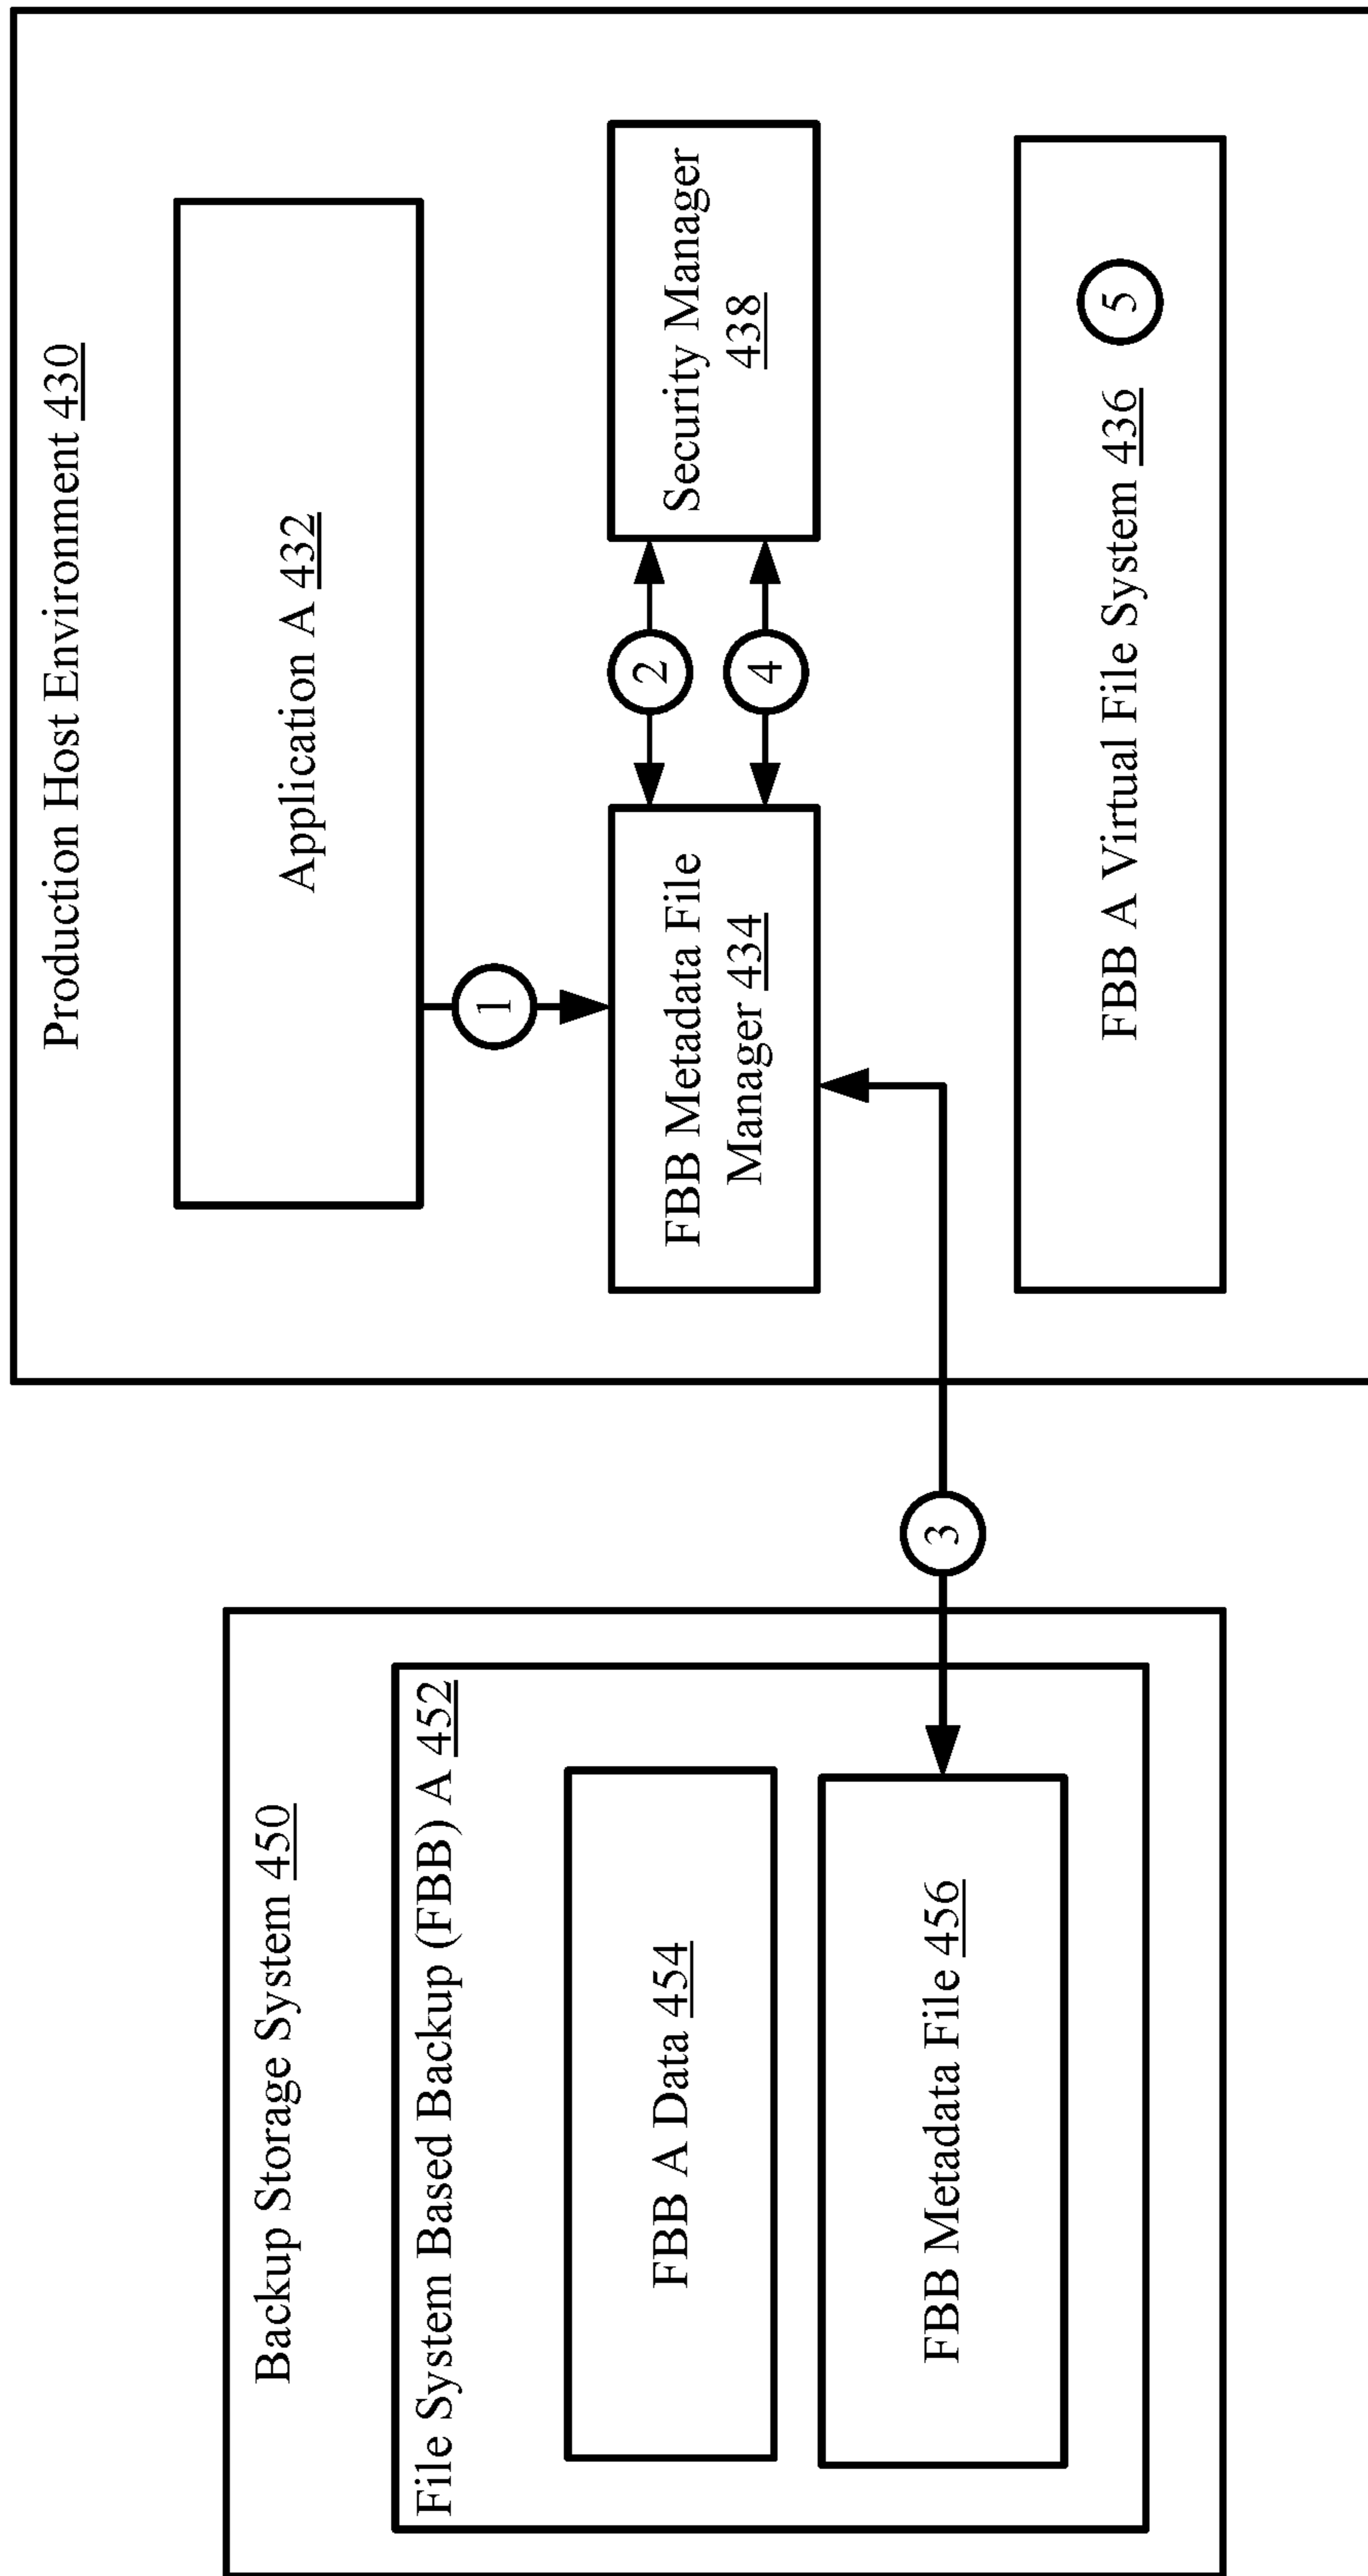 Production Host Environment 430
Application A 432
1
FBB Metadata File
Manager 434
2
4
Security Manager
438
FBB A Virtual File System 436
5
3
Backup Storage System 450
File System Based Backup (FBB) A 452
FBB A Data 454
FBB Metadata File 456